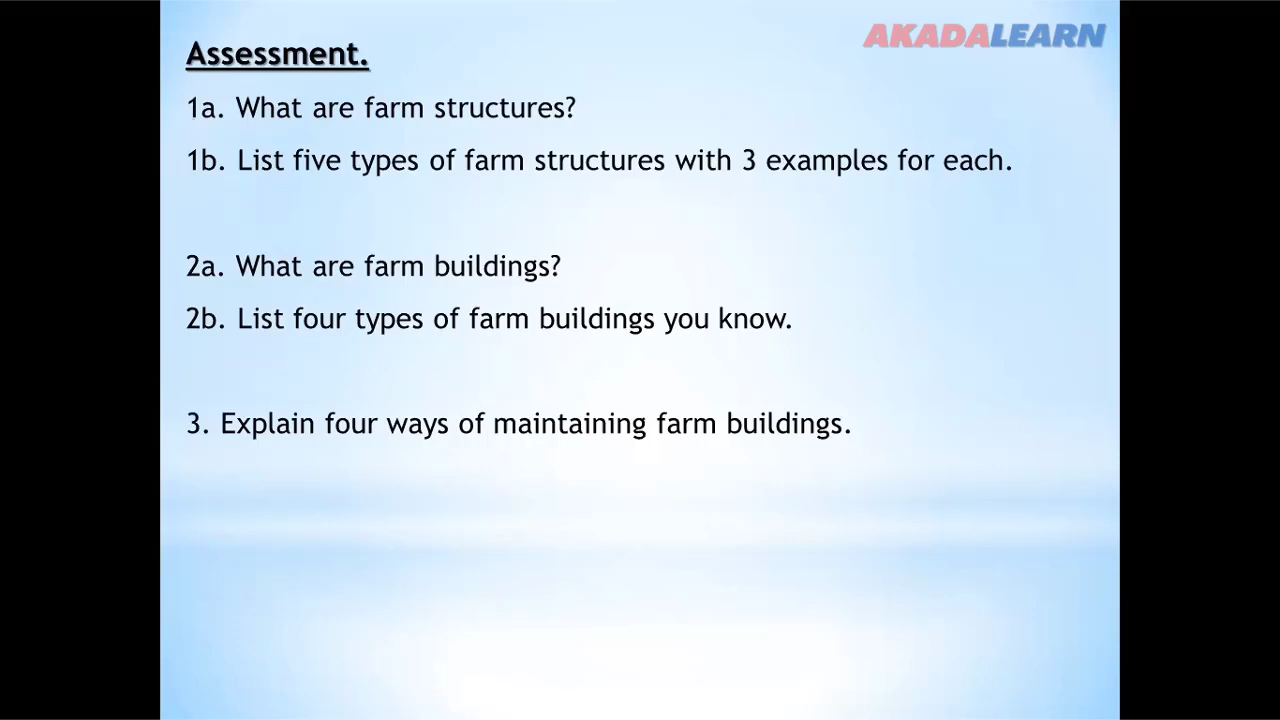 AKADALEARN
Assessment.
1a. What are farm structures?
1b. List five types of farm structures with 3 examples for each.
2a. What are farm buildings?
2b. List four types of farm buildings you know.
3. Explain four ways of maintaining farm buildings.